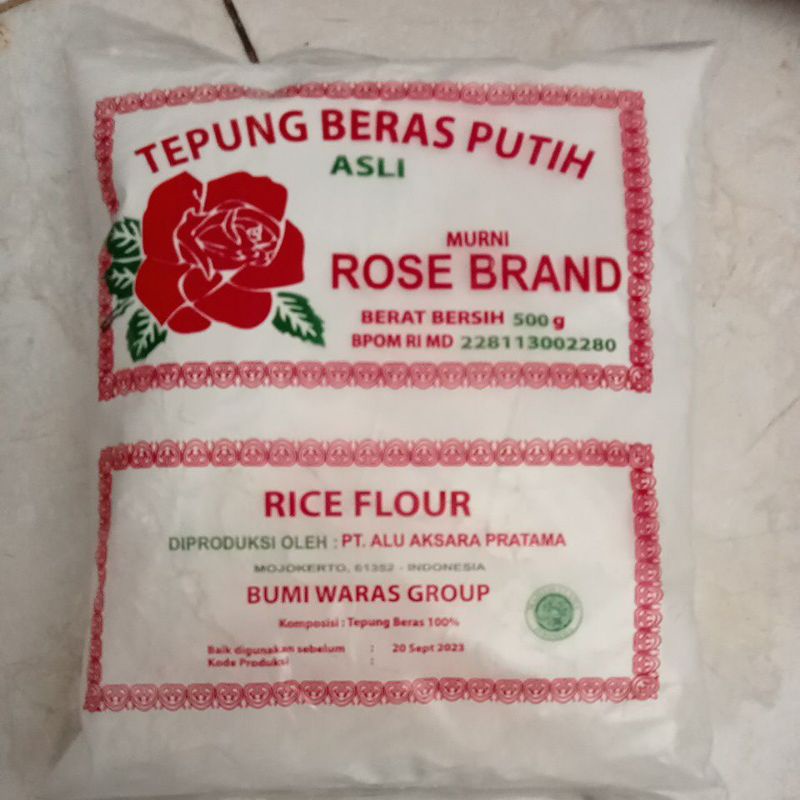 TEPUNG BERAS PUTIH
ASLI
MURNI
ROSE BRAND
BERAT BERSIH 500 g
BPOM RI MD 228113002280
RICE FLOUR
DIPRODUKSI OLEH : PT. ALU AKSARA PRATAMA
MOJOKERTO, 61352 - INDONESIA
BUMI WARAS GROUP
Komposisi : Tepung Beras 100%
Baik digunakan sebelum : 20 Sept 2023
Kode Produksi :